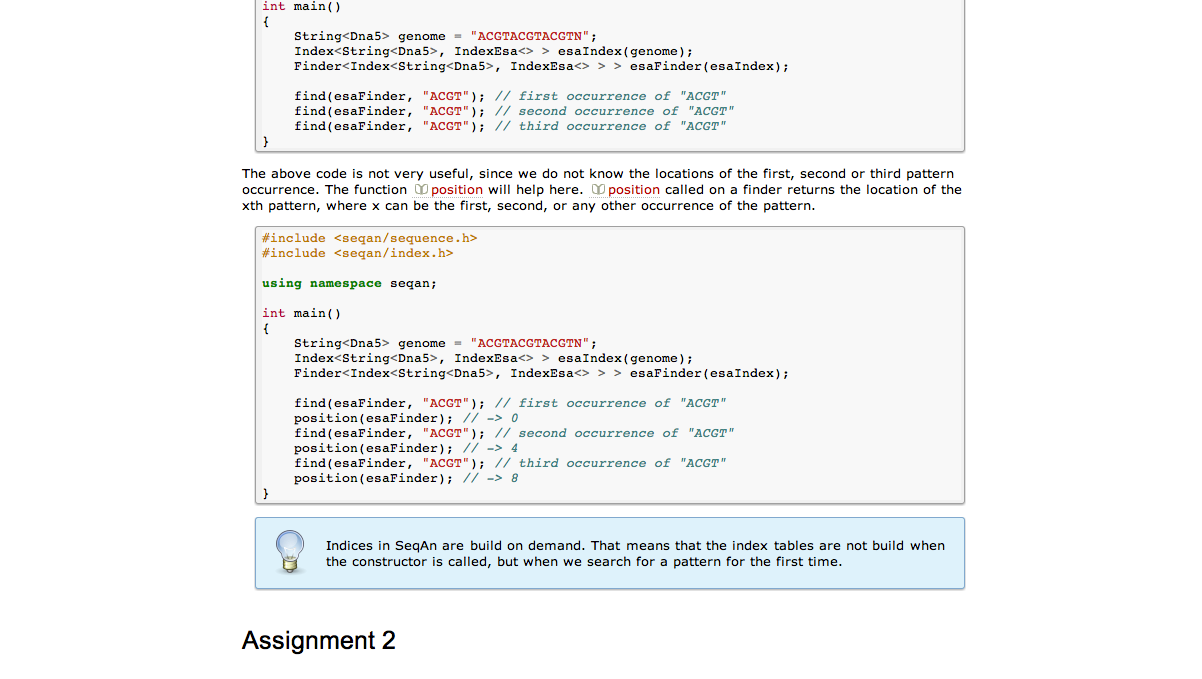 int main()
{
    String<Dna5> genome = "ACGTACGTACGTN";
    Index<String<Dna5>, IndexEsa<> > esaIndex(genome);
    Finder<Index<String<Dna5>, IndexEsa<> > > esaFinder(esaIndex);

    find(esaFinder, "ACGT"); // first occurrence of "ACGT"
    find(esaFinder, "ACGT"); // second occurrence of "ACGT"
    find(esaFinder, "ACGT"); // third occurrence of "ACGT"
}
The above code is not very useful, since we do not know the locations of the first, second or third pattern
occurrence. The function position will help here. position called on a finder returns the location of the
xth pattern, where x can be the first, second, or any other occurrence of the pattern.
#include <seqan/sequence.h>
#include <seqan/index.h>

using namespace seqan;

int main()
{
    String<Dna5> genome = "ACGTACGTACGTN";
    Index<String<Dna5>, IndexEsa<> > esaIndex(genome);
    Finder<Index<String<Dna5>, IndexEsa<> > > esaFinder(esaIndex);

    find(esaFinder, "ACGT"); // first occurrence of "ACGT"
    position(esaFinder); // -> 0
    find(esaFinder, "ACGT"); // second occurrence of "ACGT"
    position(esaFinder); // -> 4
    find(esaFinder, "ACGT"); // third occurrence of "ACGT"
    position(esaFinder); // -> 8
}
Indices in SeqAn are build on demand. That means that the index tables are not build when
the constructor is called, but when we search for a pattern for the first time.
Assignment 2